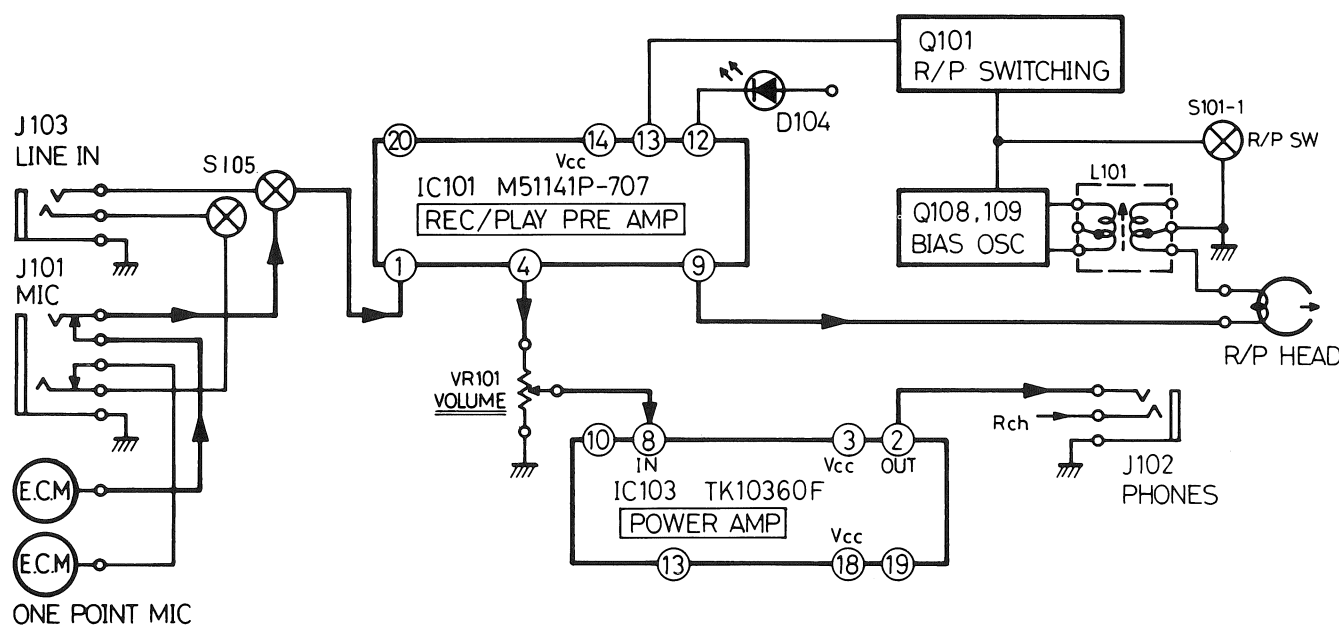 Q101
R/P SWITCHING
D104
S101-1
R/P SW
J103
LINE IN
S105
20
14
13
12
Vcc
IC101 M51141P-707
REC/PLAY PRE AMP
1
4
9
L101
Q108,109
BIAS OSC
J101
MIC
R/P HEAD
VR101
VOLUME
10
8
3
2
IN
Vcc
OUT
IC103 TK10360F
POWER AMP
Vcc
13
18
19
Rch
J102
PHONES
E.C.M
E.C.M
ONE POINT MIC